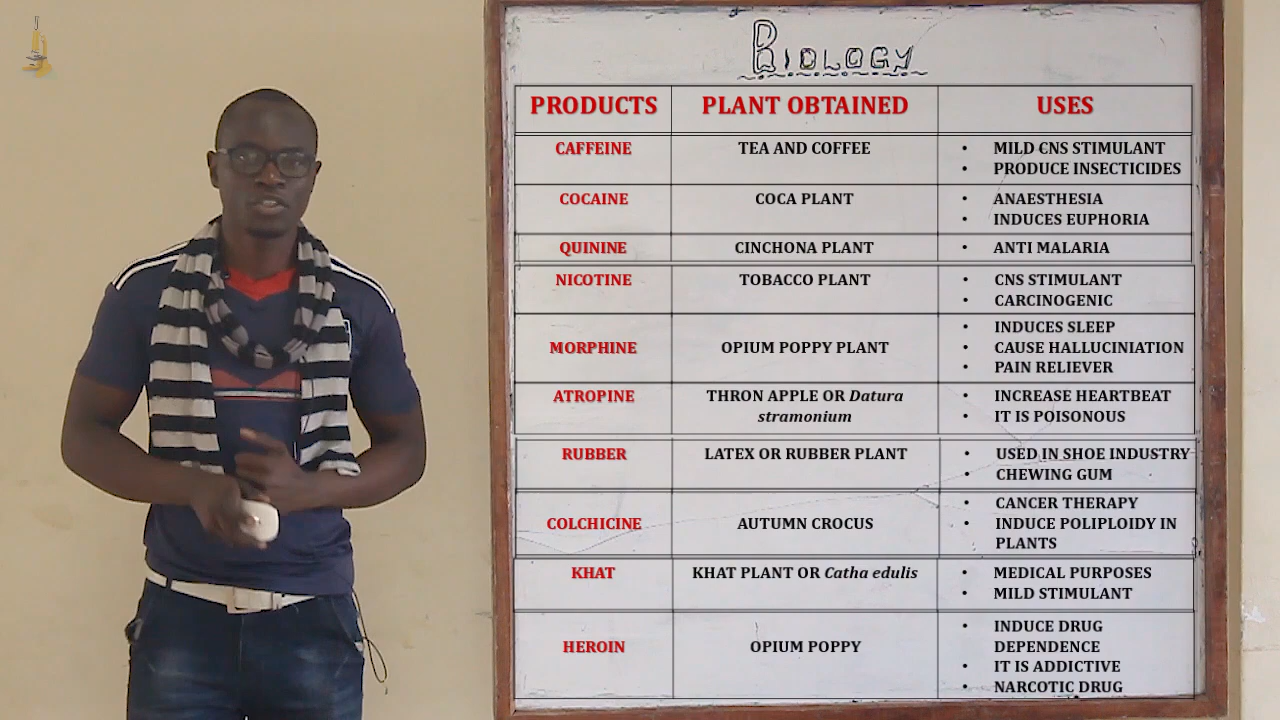 BIOLOGY
PRODUCTS PLANT OBTAINED USES
CAFFEINE TEA AND COFFEE • MILD CNS STIMULANT
• PRODUCE INSECTICIDES
COCAINE COCA PLANT • ANAESTHESIA
• INDUCES EUPHORIA
QUININE CINCHONA PLANT • ANTI MALARIA
NICOTINE TOBACCO PLANT • CNS STIMULANT
• CARCINOGENIC
• INDUCES SLEEP
MORPHINE OPIUM POPPY PLANT • CAUSE HALLUCINIATION
• PAIN RELIEVER
ATROPINE THRON APPLE OR Datura • INCREASE HEARTBEAT
stramonium • IT IS POISONOUS
RUBBER LATEX OR RUBBER PLANT • USED IN SHOE INDUSTRY
• CHEWING GUM
• CANCER THERAPY
COLCHICINE AUTUMN CROCUS • INDUCE POLIPLOIDY IN
PLANTS
KHAT KHAT PLANT OR Catha edulis • MEDICAL PURPOSES
• MILD STIMULANT
• INDUCE DRUG
HEROIN OPIUM POPPY DEPENDENCE
• IT IS ADDICTIVE
• NARCOTIC DRUG